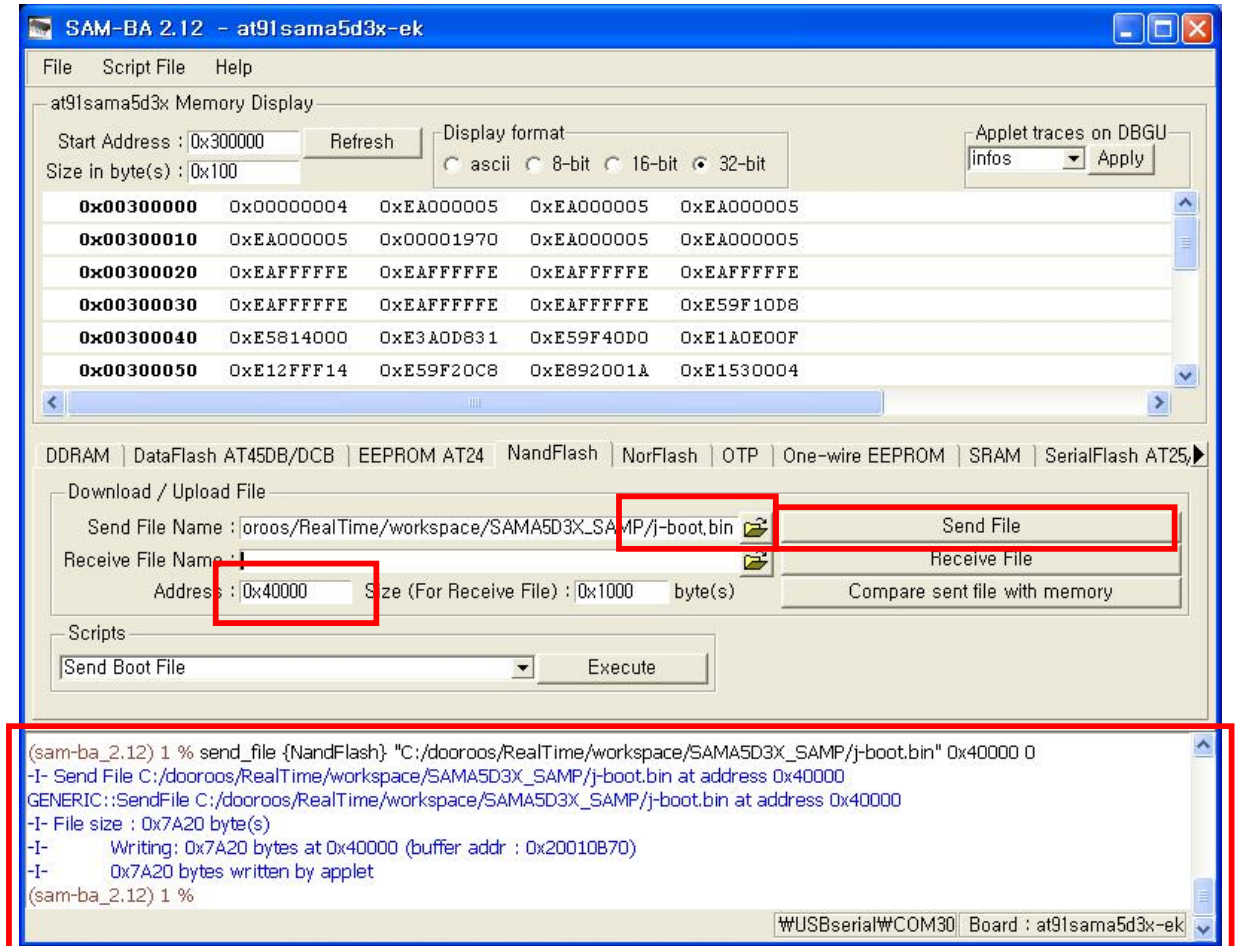 SAM-BA 2.12 - at91sama5d3x-ek
File Script File Help
at91sama5d3x Memory Display
Start Address : 0x300000 Refresh Display format Applet traces on DBGU
Size in byte(s) : 0x100 ascii 8-bit 16-bit 32-bit infos Apply
0x00300000 0x00000004 0xEA000005 0xEA000005 0xEA000005
0x00300010 0xEA000005 0x00001970 0xEA000005 0xEA000005
0x00300020 0xEAFFFFFE 0xEAFFFFFE 0xEAFFFFFE 0xEAFFFFFE
0x00300030 0xEAFFFFFE 0xEAFFFFFE 0xEAFFFFFE 0xE59F10D8
0x00300040 0xE5814000 0xE3A0D831 0xE59F40D0 0xE1A0E00F
0x00300050 0xE12FFF14 0xE59F20C8 0xE892001A 0xE1530004
DDRAM DataFlash AT45DB/DCB EEPROM AT24 NandFlash NorFlash OTP One-wire EEPROM SRAM SerialFlash AT25/
Download / Upload File
Send File Name : oroos/RealTime/workspace/SAMA5D3X_SAMP/j-boot.bin Send File
Receive File Name : Receive File
Address : 0x40000 Size (For Receive File) : 0x1000 byte(s) Compare sent file with memory
Scripts
Send Boot File Execute
(sam-ba_2.12) 1 % send_file {NandFlash} "C:/dooroos/RealTime/workspace/SAMA5D3X_SAMP/j-boot.bin" 0x40000 0
-I- Send File C:/dooroos/RealTime/workspace/SAMA5D3X_SAMP/j-boot.bin at address 0x40000
GENERIC::SendFile C:/dooroos/RealTime/workspace/SAMA5D3X_SAMP/j-boot.bin at address 0x40000
-I- File size : 0x7A20 byte(s)
-I- Writing: 0x7A20 bytes at 0x40000 (buffer addr : 0x20010B70)
-I- 0x7A20 bytes written by applet
(sam-ba_2.12) 1 %
₩USBserial₩COM30 Board : at91sama5d3x-ek